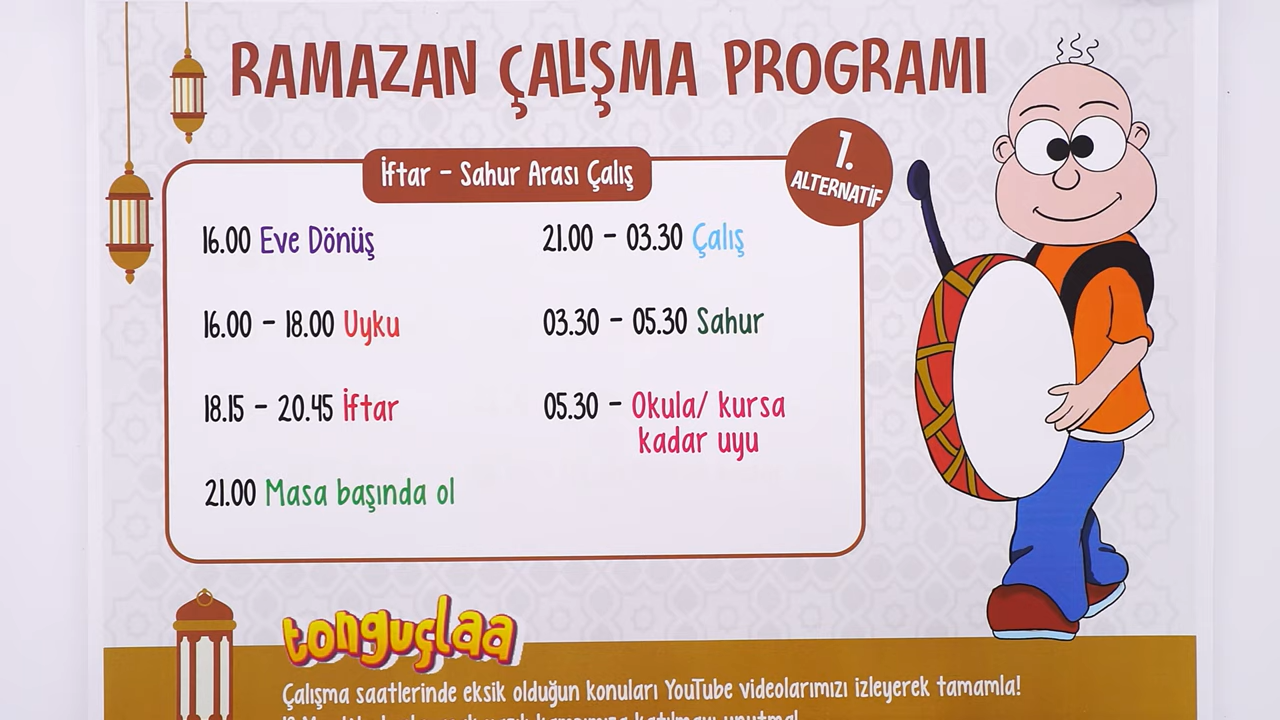 RAMAZAN ÇALIŞMA PROGRAMI
1.
ALTERNATİF
İftar - Sahur Arası Çalış
16.00 Eve Dönüş
16.00 - 18.00 Uyku
18.15 - 20.45 İftar
21.00 Masa başında ol
21.00 - 03.30 Çalış
03.30 - 05.30 Sahur
05.30 - Okula/ kursa
kadar uyu
tonguçlaa
Çalışma saatlerinde eksik olduğun konuları YouTube videolarımızı izleyerek tamamla!